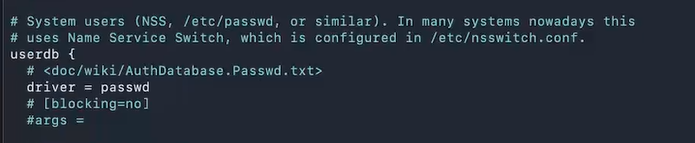 # System users (NSS, /etc/passwd, or similar). In many systems nowadays this
# uses Name Service Switch, which is configured in /etc/nsswitch.conf.
userdb {
  # <doc/wiki/AuthDatabase.Passwd.txt>
  driver = passwd
  # [blocking=no]
  #args =